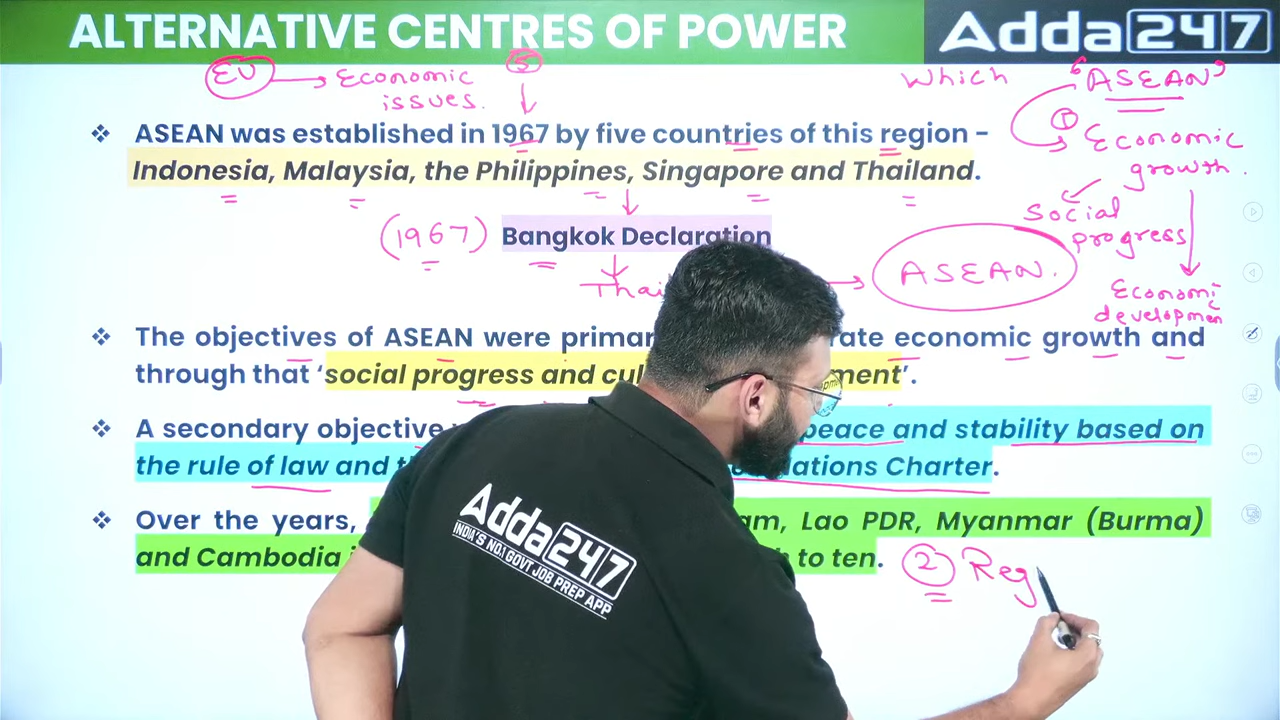 ALTERNATIVE CENTRES OF POWER
Adda247
EU → Economic issues.
5
Which 'ASEAN'
① Economic growth.
Social progress
Economi developmen
❖ ASEAN was established in 1967 by five countries of this region –
Indonesia, Malaysia, the Philippines, Singapore and Thailand.
(1967) Bangkok Declaration
Thai
→ ASEAN.
❖ The objectives of ASEAN were primar rate economic growth and
through that 'social progress and cul ment'.
❖ A secondary objective peace and stability based on
the rule of law and t ations Charter.
❖ Over the years, am, Lao PDR, Myanmar (Burma)
and Cambodia to ten.
② Reg
Adda247
INDIA'S NO.1 GOVT JOB PREP APP